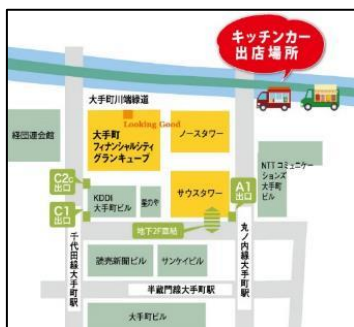 キッチンカー
出店場所
大手町川端緑道
Looking Good
経団連会館
大手町
フィナンシャルシティ
グランキューブ
ノースタワー
NTTコミュニケー
ションズ
大手町
ビル
C2c
出口
A1
出口
サウスタワー
KDDI
大手町ビル
星のや
C1
出口
地下2F直結
千代田線大手町駅
丸ノ内線大手町駅
読売新聞ビル
サンケイビル
半蔵門線大手町駅
大手町ビル